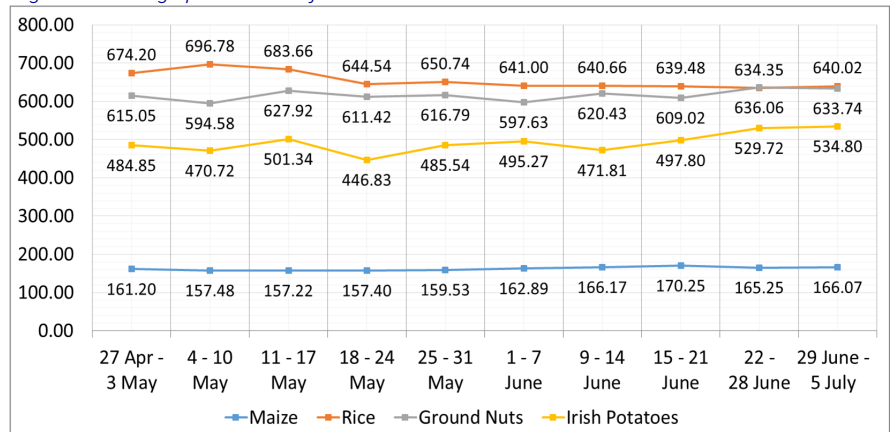 800.00
700.00
600.00
500.00
400.00
300.00
200.00
100.00
0.00
674.20 696.78 683.66 644.54 650.74 641.00 640.66 639.48 634.35 640.02
615.05 594.58 627.92 611.42 616.79 597.63 620.43 609.02 636.06 633.74
484.85 470.72 501.34 446.83 485.54 495.27 471.81 497.80 529.72 534.80
161.20 157.48 157.22 157.40 159.53 162.89 166.17 170.25 165.25 166.07
27 Apr - 4 - 10 11 - 17 18 - 24 25 - 31 1 - 7 9 - 14 15 - 21 22 - 29 June -
3 May May May May May June June June 28 June 5 July
Maize Rice Ground Nuts Irish Potatoes